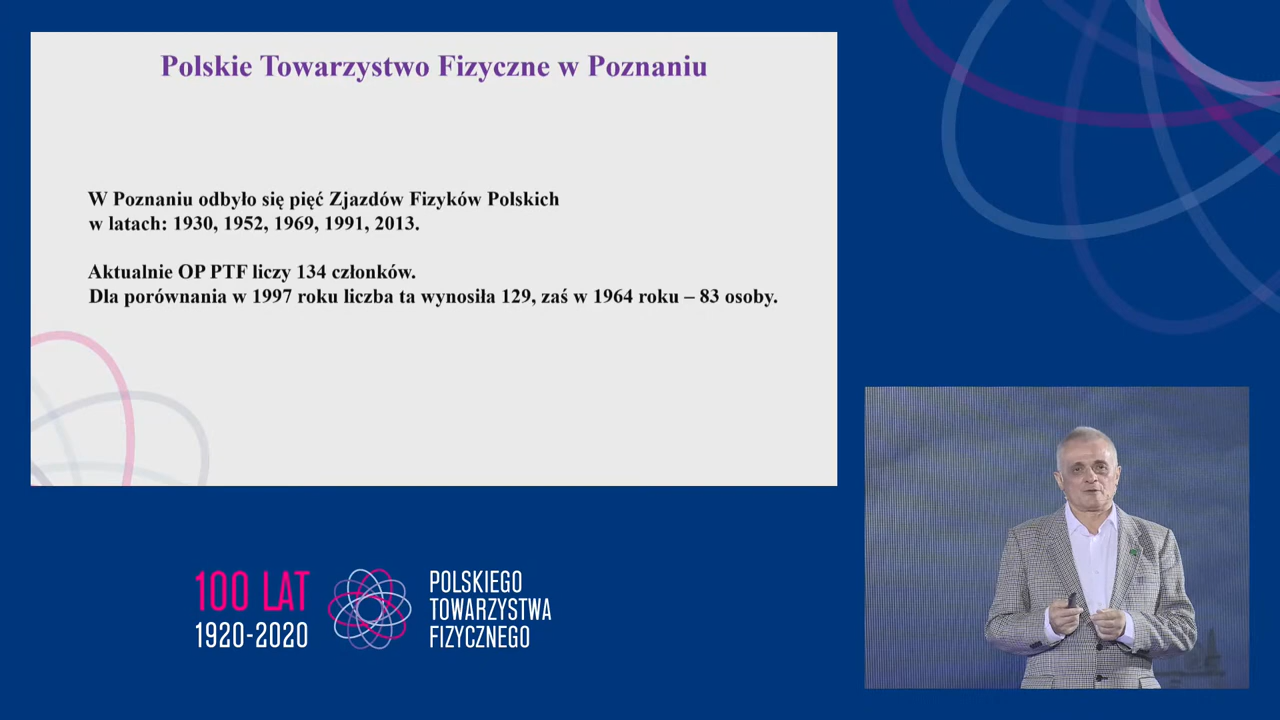 Polskie Towarzystwo Fizyczne w Poznaniu
W Poznaniu odbyło się pięć Zjazdów Fizyków Polskich
w latach: 1930, 1952, 1969, 1991, 2013.
Aktualnie OP PTF liczy 134 członków.
Dla porównania w 1997 roku liczba ta wynosiła 129, zaś w 1964 roku – 83 osoby.
100 LAT
1920-2020
POLSKIEGO
TOWARZYSTWA
FIZYCZNEGO